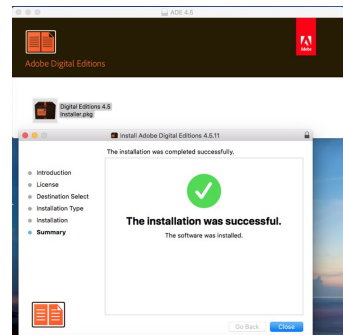 ADE 4.5
Adobe Digital Editions
Adobe
Digital Editions 4.5
Installer.pkg
Install Adobe Digital Editions 4.5.11
The installation was completed successfully.
Introduction
License
Destination Select
Installation Type
Installation
Summary
The installation was successful.
The software was installed.
Go Back
Close